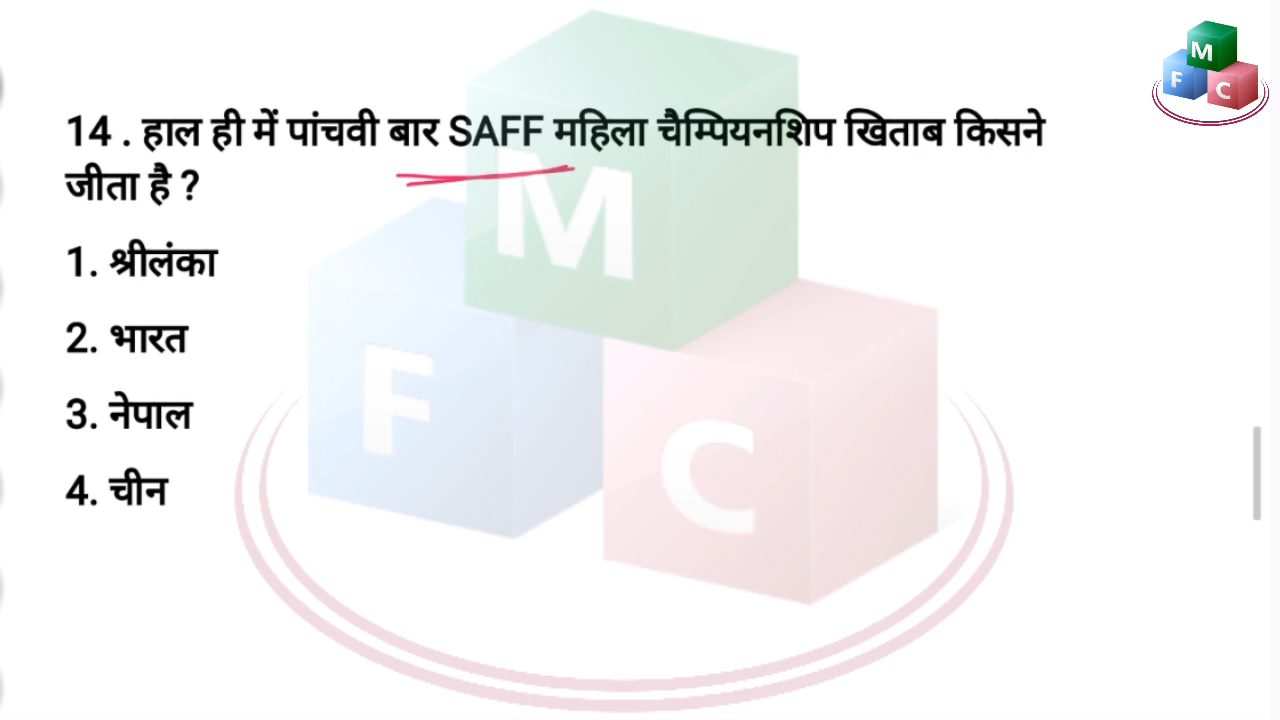 14 . हाल ही में पांचवी बार SAFF महिला चैम्पियनशिप खिताब किसने
जीता है ?
1. श्रीलंका
2. भारत
3. नेपाल
4. चीन
M
F
C
M
F
C